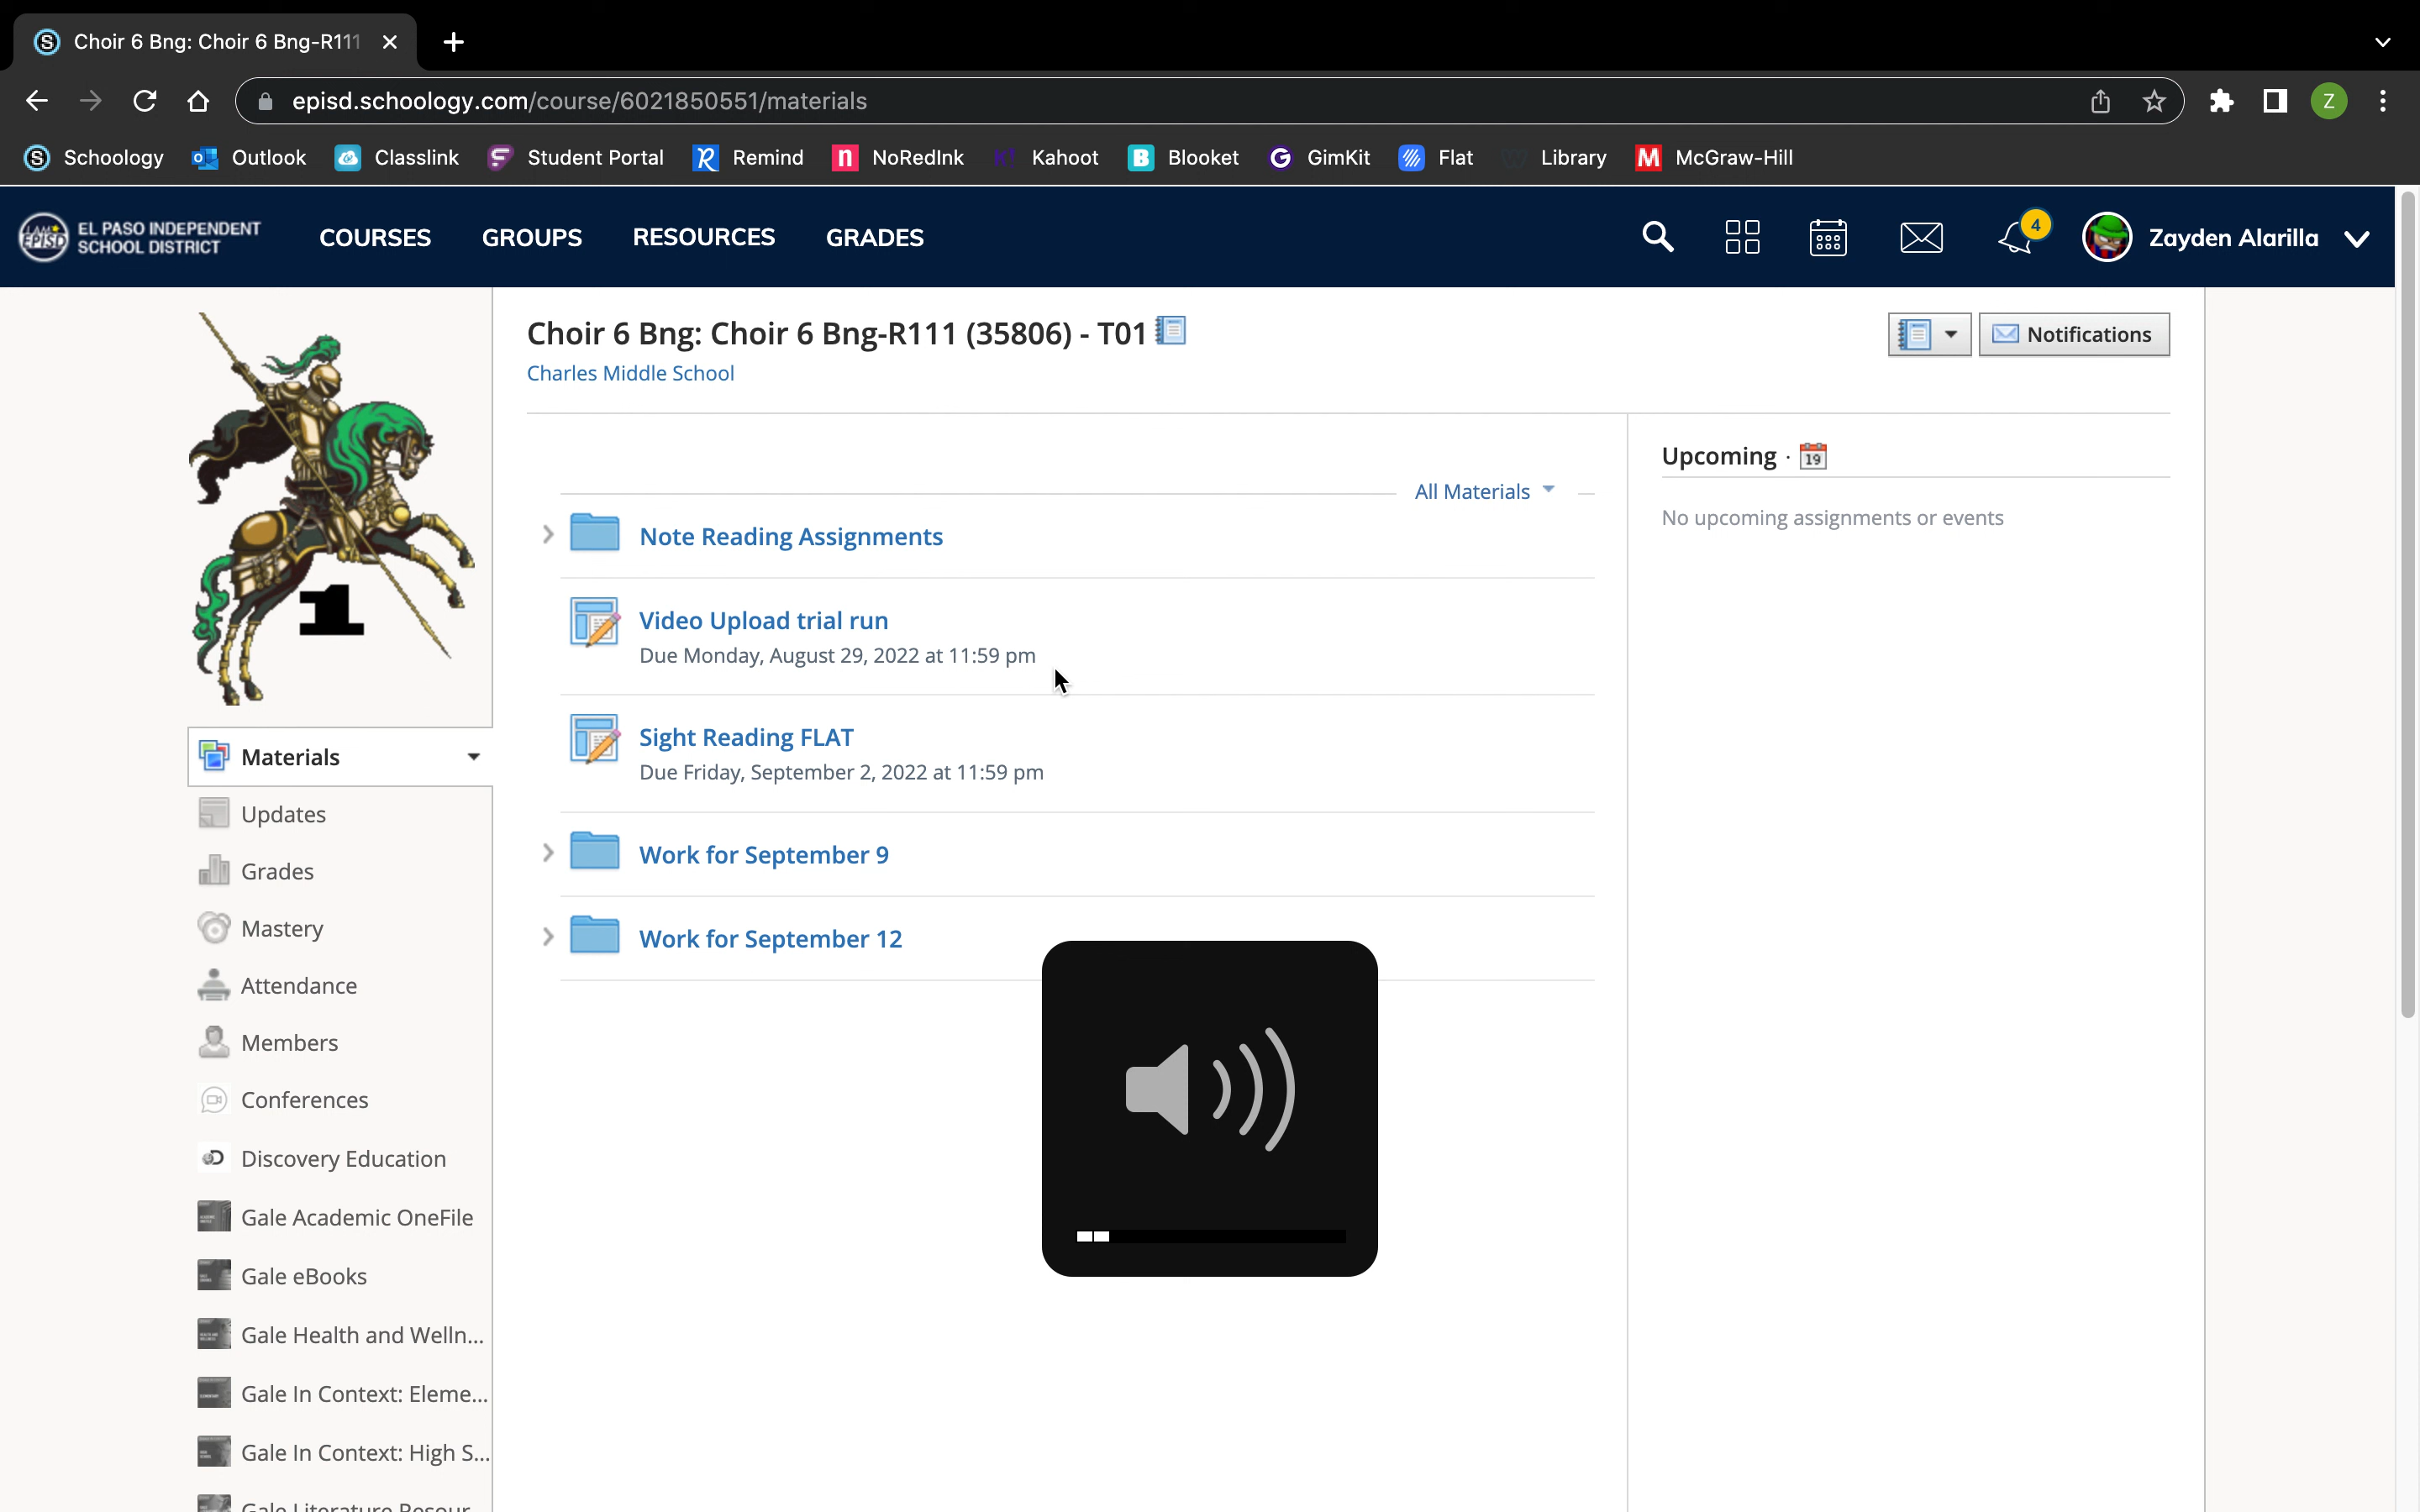 Choir 6 Bng: Choir 6 Bng-R111
episd.schoology.com/course/6021850551/materials
Z
Schoology Outlook Classlink Student Portal Remind NoRedInk Kahoot Blooket GimKit Flat Library McGraw-Hill
EL PASO INDEPENDENT
SCHOOL DISTRICT
COURSES GROUPS RESOURCES GRADES
4
Zayden Alarilla
1
Choir 6 Bng: Choir 6 Bng-R111 (35806) - T01
Charles Middle School
Notifications
All Materials
Note Reading Assignments
Video Upload trial run
Due Monday, August 29, 2022 at 11:59 pm
Sight Reading FLAT
Due Friday, September 2, 2022 at 11:59 pm
Work for September 9
Work for September 12
Upcoming · 19
No upcoming assignments or events
Materials
Updates
Grades
Mastery
Attendance
Members
Conferences
Discovery Education
Gale Academic OneFile
Gale eBooks
Gale Health and Welln...
Gale In Context: Eleme...
Gale In Context: High S...
Gale Literature Resour